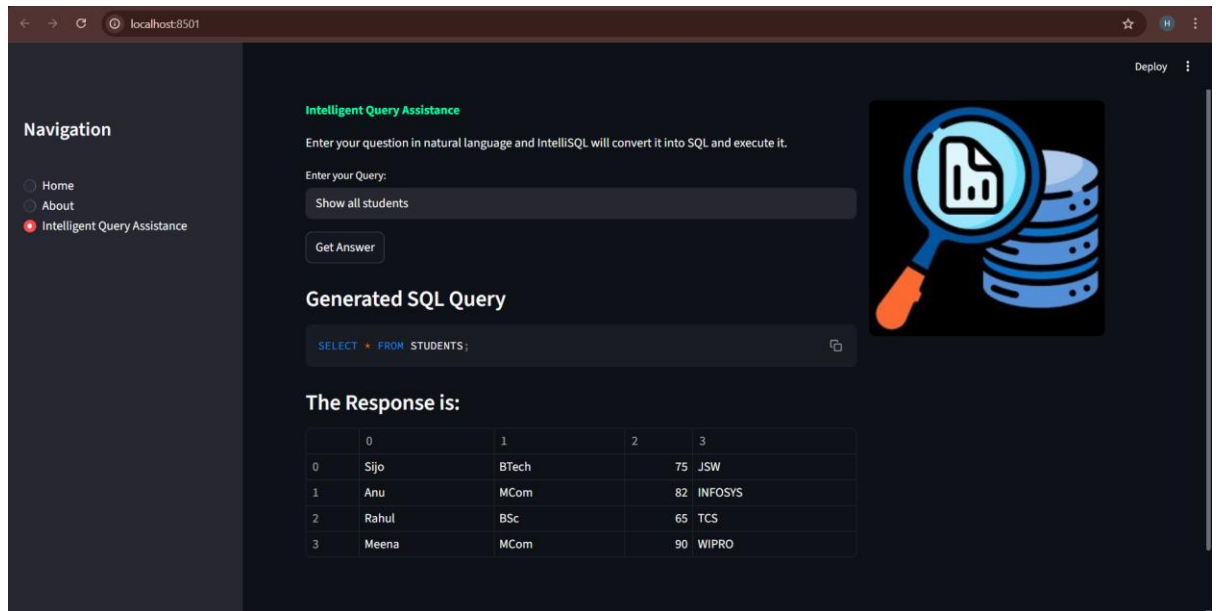 localhost:8501
H
Deploy
Navigation
Home
About
Intelligent Query Assistance
Intelligent Query Assistance
Enter your question in natural language and IntelliSQL will convert it into SQL and execute it.
Enter your Query:
Show all students
Get Answer
Generated SQL Query
SELECT * FROM STUDENTS;
The Response is:
0 1 2 3
0 Sijo BTech 75 JSW
1 Anu MCom 82 INFOSYS
2 Rahul BSc 65 TCS
3 Meena MCom 90 WIPRO